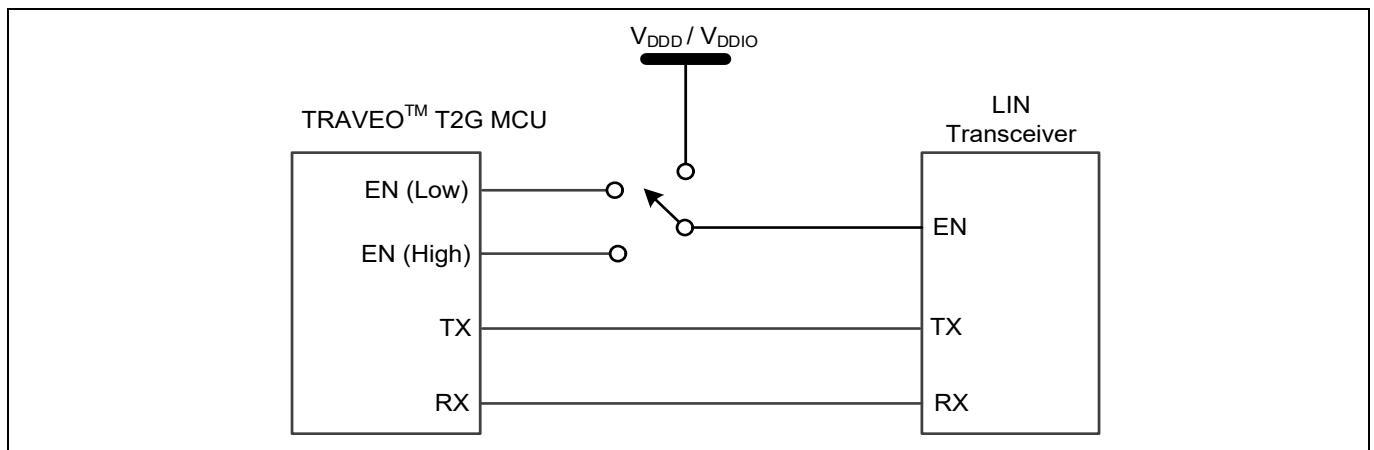 VDDD / VDDIO
TRAVEO™ T2G MCU
LIN
Transceiver
EN (Low)
EN
EN (High)
TX
TX
RX
RX